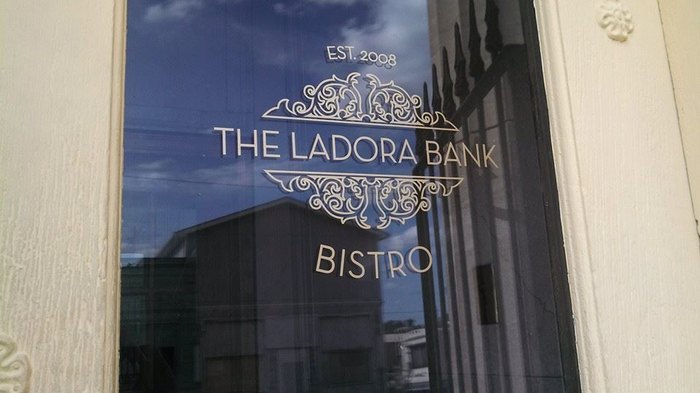 EST. 2008
THE LADORA BANK
BISTRO